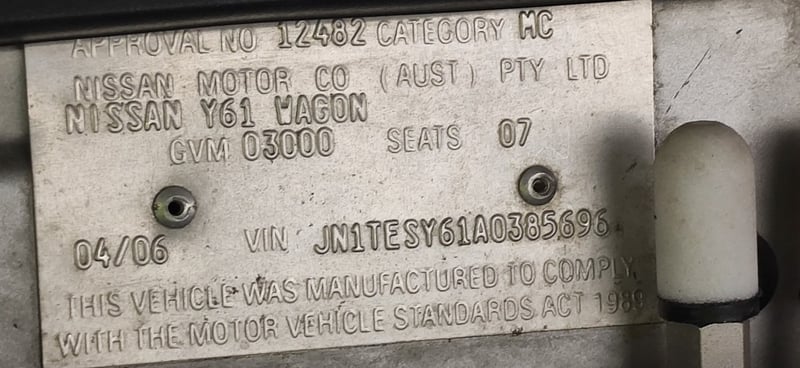 APPROVAL NO 12482 CATEGORY MC
NISSAN MOTOR CO (AUST) PTY LTD
NISSAN Y61 WAGON
GVM 03000 SEATS 07
04/06 VIN JN1TESY61A0385696
THIS VEHICLE WAS MANUFACTURED TO COMPLY
WITH THE MOTOR VEHICLE STANDARDS ACT 1989